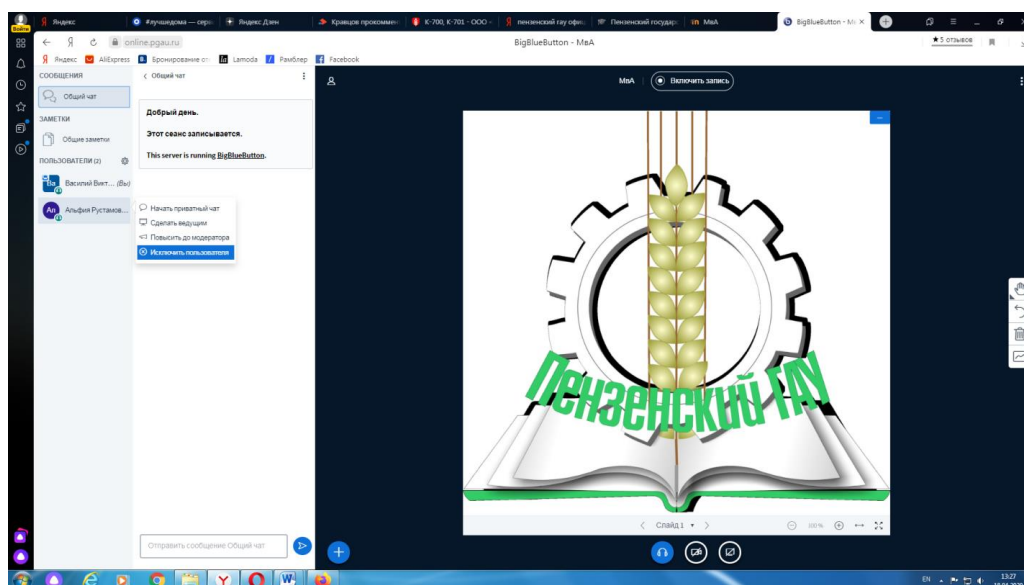 Яндекс
#лучшедома — серв
Яндекс.Дзен
Кравцов прокоммен
К-700, К-701 - ООО -
пензенский гау офиц
Пензенский государс
МвА
BigBlueButton - Мв
Войти
online.pgau.ru
BigBlueButton - МвА
★ 5 отзывов
Яндекс
AliExpress
Бронирование от
Lamoda
Рамблер
Facebook
СООБЩЕНИЯ
Общий чат
МвА
Включить запись
Общий чат
ЗАМЕТКИ
Добрый день.
Этот сеанс записывается.
Общие заметки
This server is running BigBlueButton.
ПОЛЬЗОВАТЕЛИ (2)
Ва
Василий Викт... (Вы)
Ал
Альфия Рустамов...
Начать приватный чат
Сделать ведущим
Повысить до модератора
Исключить пользователя
Пензенский ГАУ
Слайд 1
100%
Отправить сообщение Общий чат
EN
13:27